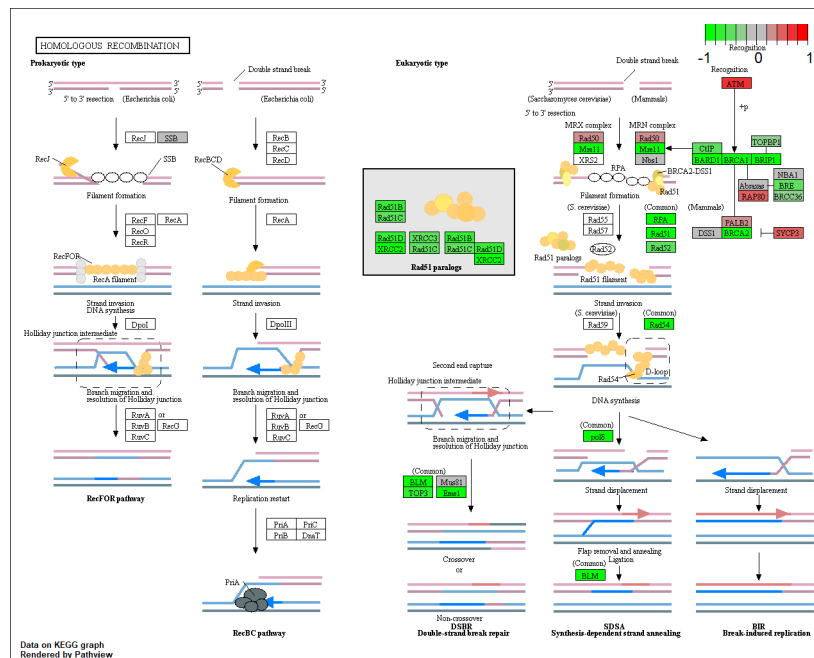 HOMOLOGOUS RECOMBINATION
Prokaryotic type
Eukaryotic type
-1 0 1
Recognition
Recognition
Double strand break
Double strand break
3' 5'
5' 3'
3' 5'
5' 3'
5' to 3' resection (Escherichia coli)
(Escherichia coli)
(Saccharomyces cerevisiae) (Mammals)
5' to 3' resection
ATM
+p
RecJ SSB
RecB
RecC
RecD
MRX complex MRN complex
Rad50 Rad50
Mre11 Mre11
XRS2 Nbs1
CtIP TOPBP1
BARD1 BRCA1 BRIP1
RecJ SSB
RecBCD
RPA BRCA2-DSS1
Rad51
Abraxas NBA1
RAP80 BRE
BRCC36
Filament formation
Filament formation
Filament formation
RecF RecA
RecO
RecR
RecA
(S. cerevisiae) (Common) (Mammals)
Rad55 RPA
Rad57 Rad51
Rad52 Rad52
PALB2
DSS1 BRCA2 SYCP3
Rad51B
Rad51C
Rad51D XRCC3 Rad51B
XRCC2 Rad51C Rad51C Rad51D
XRCC2
Rad51 paralogs
Rad51 paralogs
Rad51 filament
RecFOR
RecA filament
Strand invasion
DNA synthesis
Strand invasion
Strand invasion
DpoI
DpoIII
(S. cerevisiae) (Common)
Rad59 Rad54
Holliday junction intermediate
D-loop
Rad54
Second end capture
Holliday junction intermediate
Branch migration and
resolution of Holliday junction
Branch migration and
resolution of Holliday junction
DNA synthesis
RuvA or
RuvB RecG
RuvC
RuvA or
RuvB RecG
RuvC
Branch migration and
resolution of Holliday junction
(Common)
polδ
(Common)
BLM Mus81
TOP3 Eme1
RecFOR pathway
Replication restart
Strand displacement
Strand displacement
PriA PriC
PriB DnaT
Crossover
or
Flap removal and annealing
Ligation
(Common)
BLM
PriA
RecBC pathway
Non-crossover
DSBR
Double-strand break repair
SDSA
Synthesis-dependent strand annealing
BIR
Break-induced replication
Data on KEGG graph
Rendered by Pathview